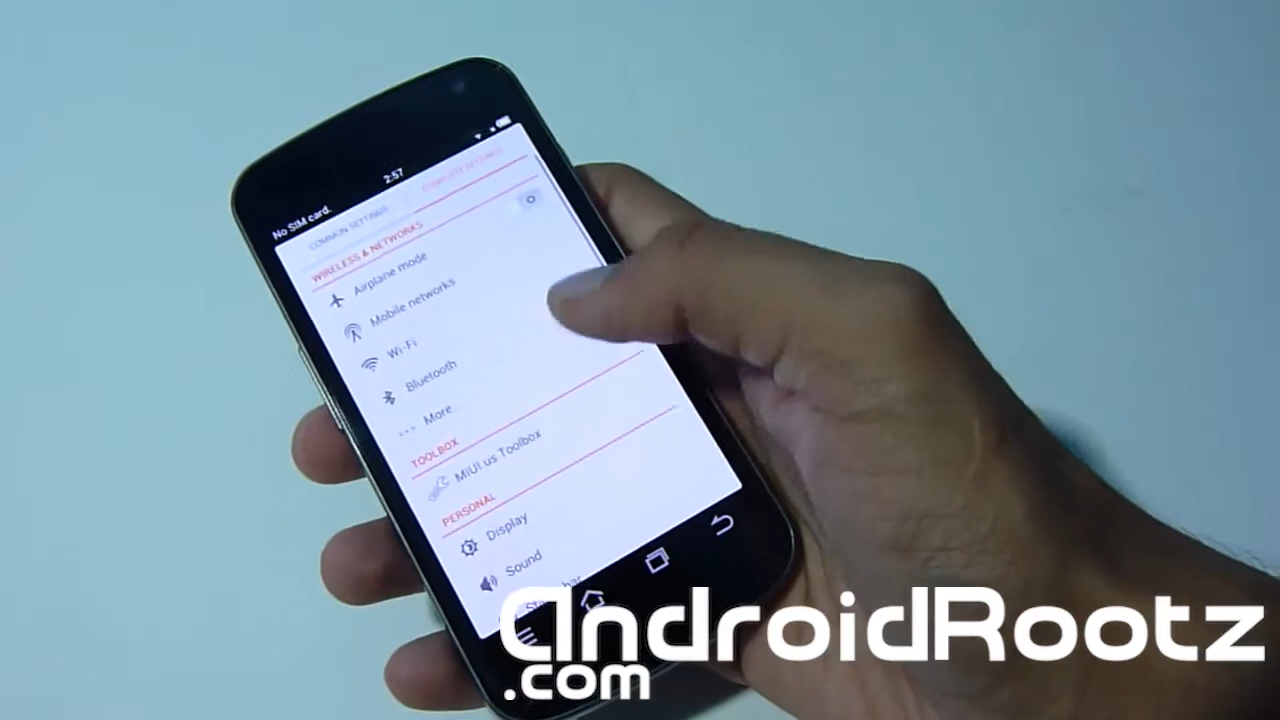 2:57
No SIM card.
COMMON SETTINGS
COMPLETE SETTINGS
WIRELESS & NETWORKS
Airplane mode
Mobile networks
Wi-Fi
Bluetooth
More...
TOOLBOX
MIUI us Toolbox
PERSONAL
Display
Sound
bar
AndroidRootz
.com